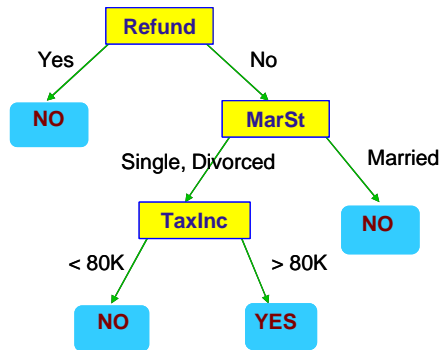 Refund
Yes
No
NO
MarSt
Single, Divorced
Married
TaxInc
NO
< 80K
> 80K
NO
YES